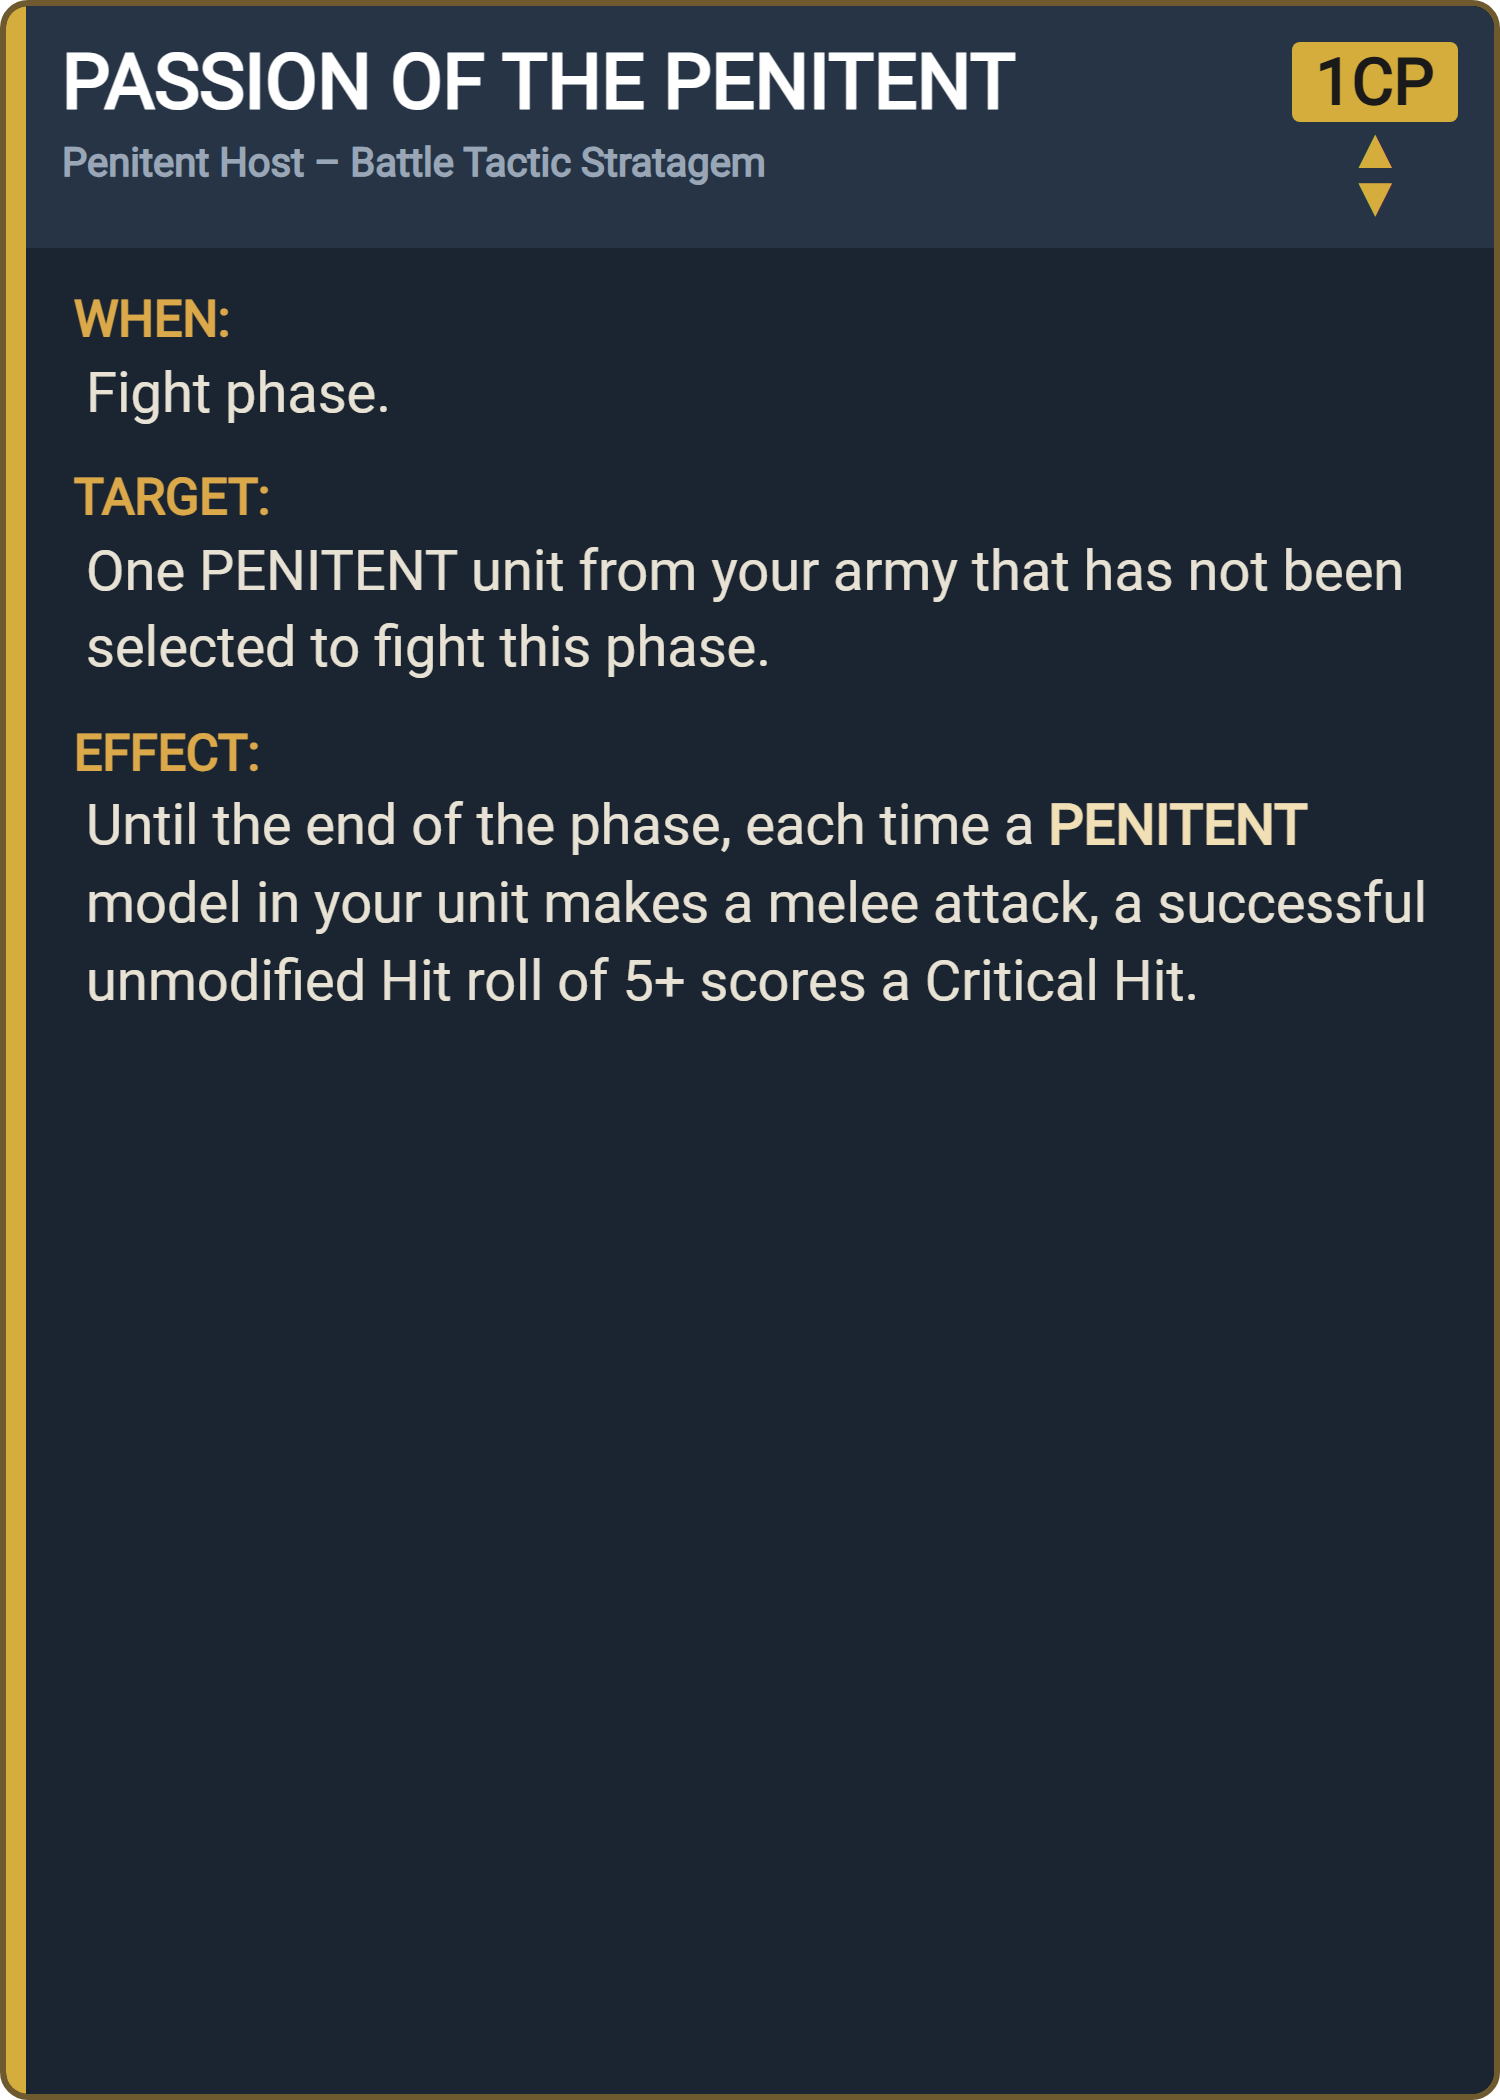 PASSION OF THE PENITENT
1CP
Penitent Host – Battle Tactic Stratagem
▲
▼
WHEN:
Fight phase.
TARGET:
One PENITENT unit from your army that has not been
selected to fight this phase.
EFFECT:
Until the end of the phase, each time a PENITENT
model in your unit makes a melee attack, a successful
unmodified Hit roll of 5+ scores a Critical Hit.